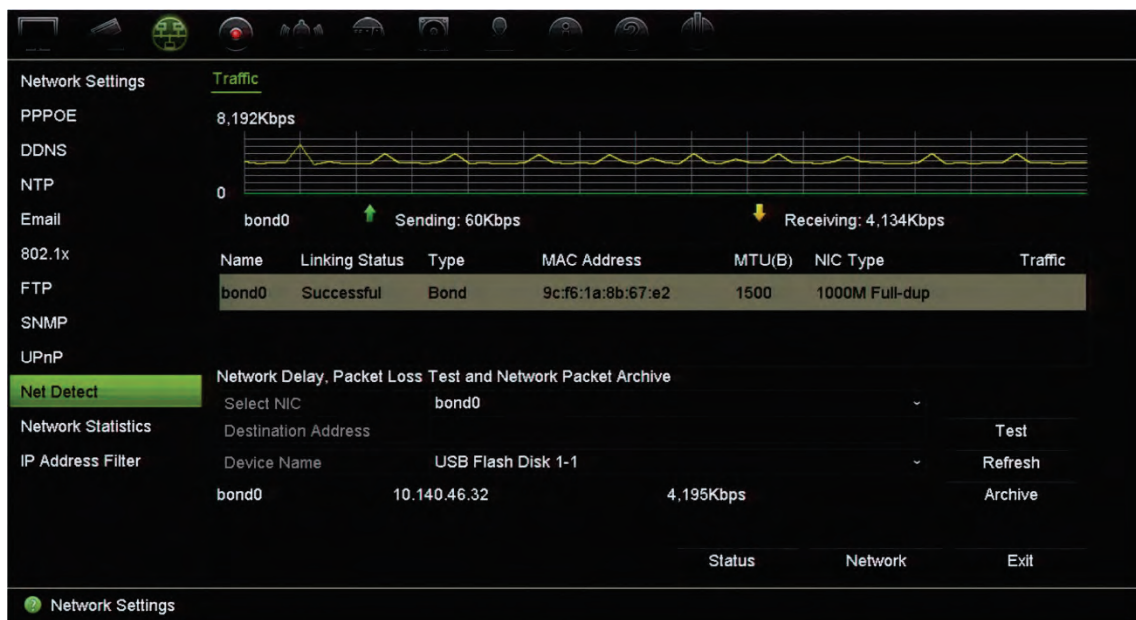 Network Settings
Traffic
PPPOE
8,192Kbps
DDNS
NTP
0
Email
bond0 Sending: 60Kbps Receiving: 4,134Kbps
802.1x
Name Linking Status Type MAC Address MTU(B) NIC Type Traffic
FTP
bond0 Successful Bond 9c:f6:1a:8b:67:e2 1500 1000M Full-dup
SNMP
UPnP
Network Delay, Packet Loss Test and Network Packet Archive
Net Detect
Select NIC bond0
Network Statistics
Destination Address Test
IP Address Filter
Device Name USB Flash Disk 1-1 Refresh
bond0 10.140.46.32 4,195Kbps Archive
Status Network Exit
Network Settings